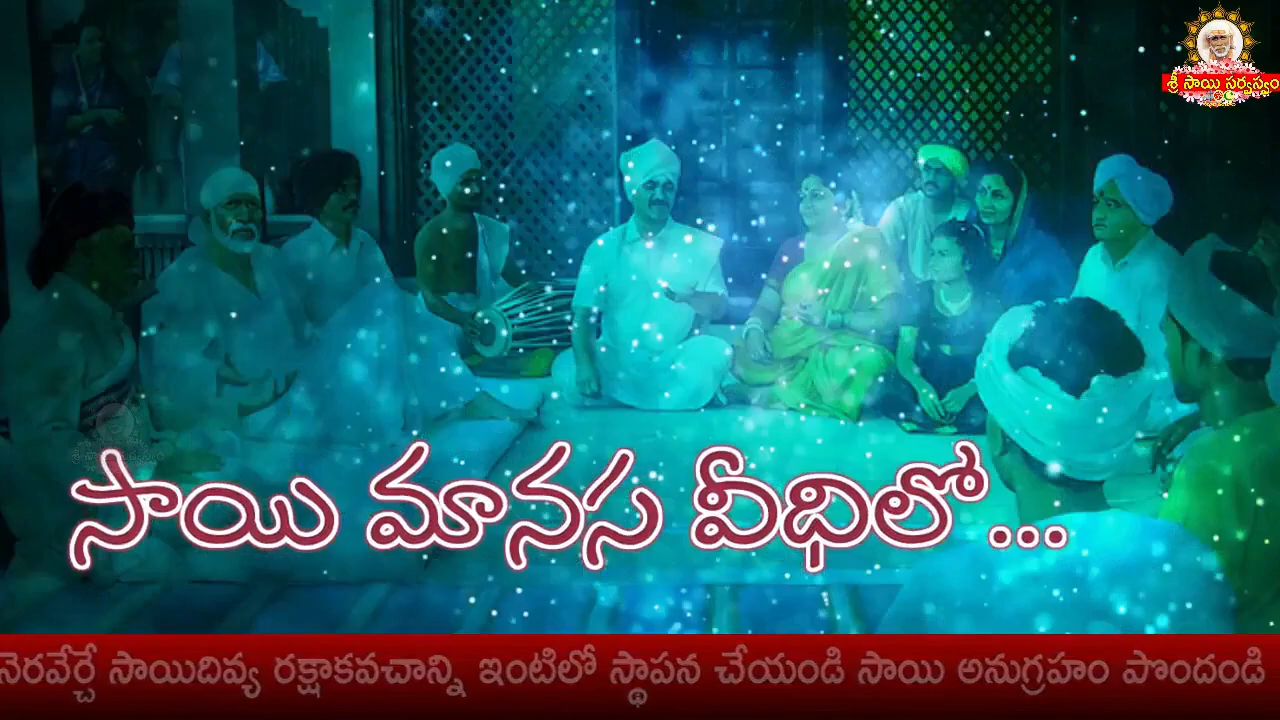 శ్రీ సాయి సర్వస్వం
సాయి మానస వీధిలో...
నెరవేర్చే సాయిదివ్య రక్షాకవచాన్ని ఇంటిలో స్థాపన చేయండి సాయి అనుగ్రహం పొందండి